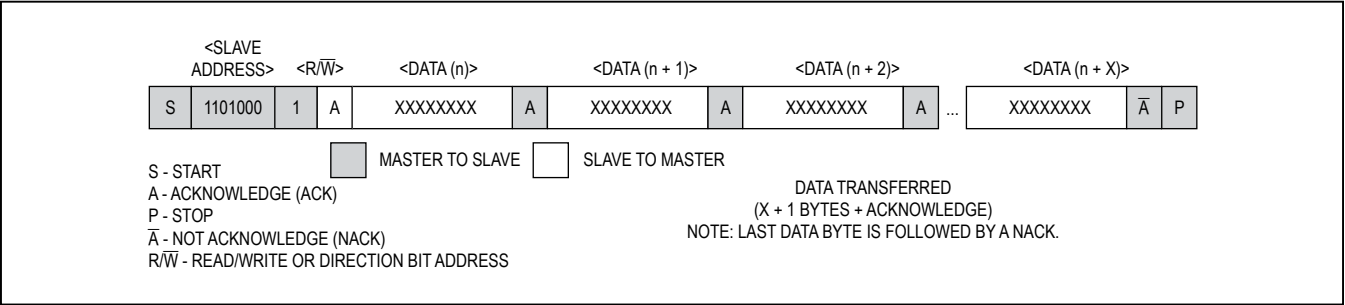 <SLAVE
ADDRESS> <R/W̅> <DATA (n)> <DATA (n + 1)> <DATA (n + 2)> <DATA (n + X)>
S 1101000 1 A XXXXXXXX A XXXXXXXX A XXXXXXXX A ... XXXXXXXX A̅ P
MASTER TO SLAVE SLAVE TO MASTER
S - START
A - ACKNOWLEDGE (ACK)
P - STOP
A̅ - NOT ACKNOWLEDGE (NACK)
R/W̅ - READ/WRITE OR DIRECTION BIT ADDRESS
DATA TRANSFERRED
(X + 1 BYTES + ACKNOWLEDGE)
NOTE: LAST DATA BYTE IS FOLLOWED BY A NACK.